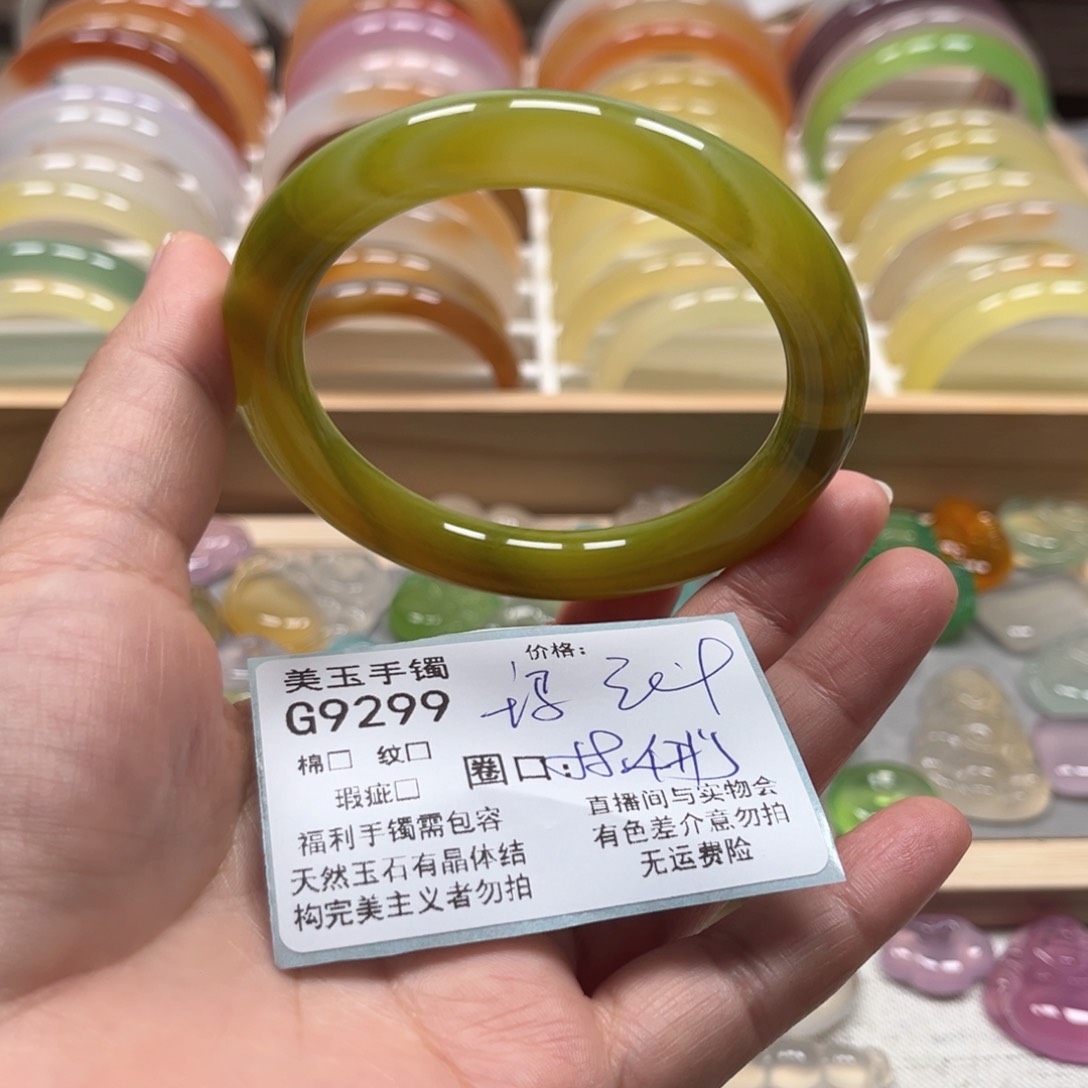 美玉手镯
G9299
棉□ 纹□
瑕疵□
福利手镯需包容
天然玉石有晶体结
构完美主义者勿拍
价格:
圈口:
直播间与实物会
有色差介意勿拍
无运费险